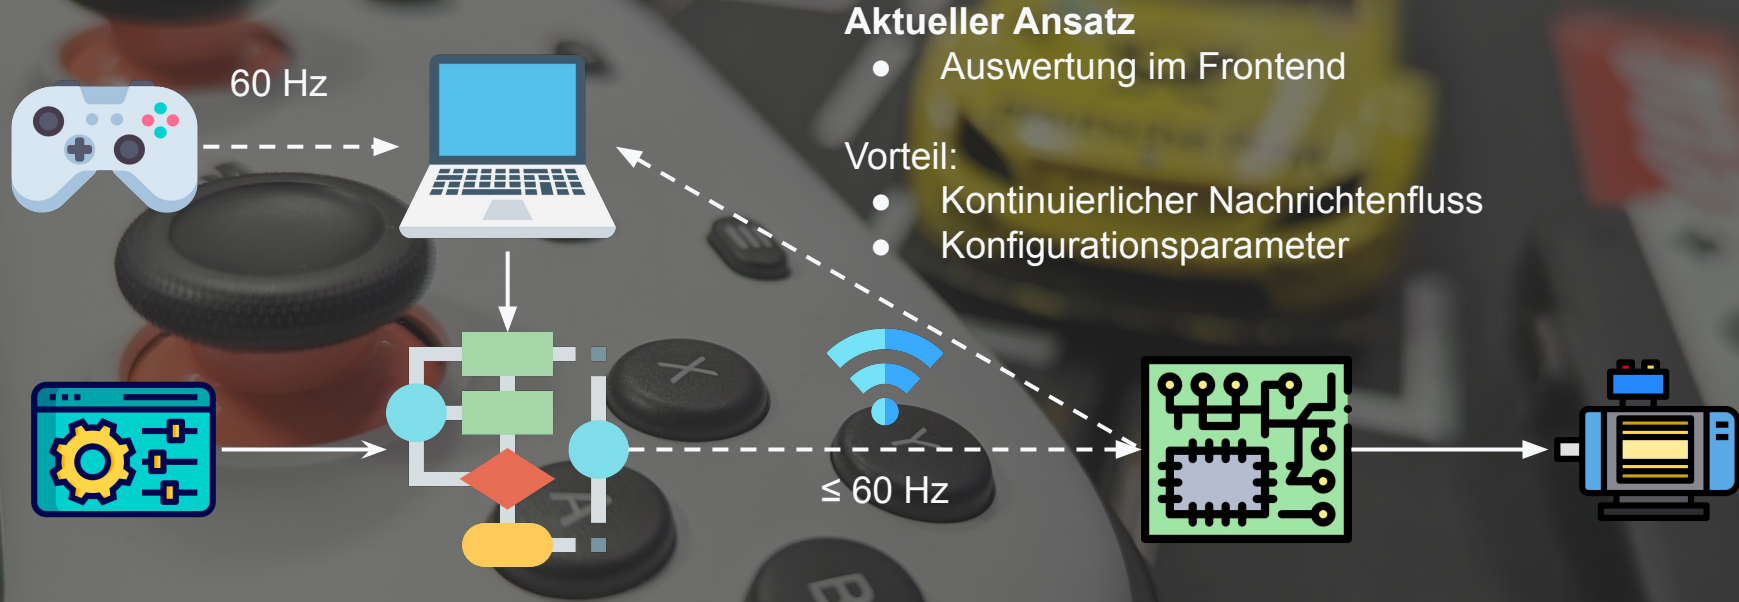 Aktueller Ansatz
● Auswertung im Frontend
60 Hz
Vorteil:
● Kontinuierlicher Nachrichtenfluss
● Konfigurationsparameter
X
Y
≤ 60 Hz
A
B